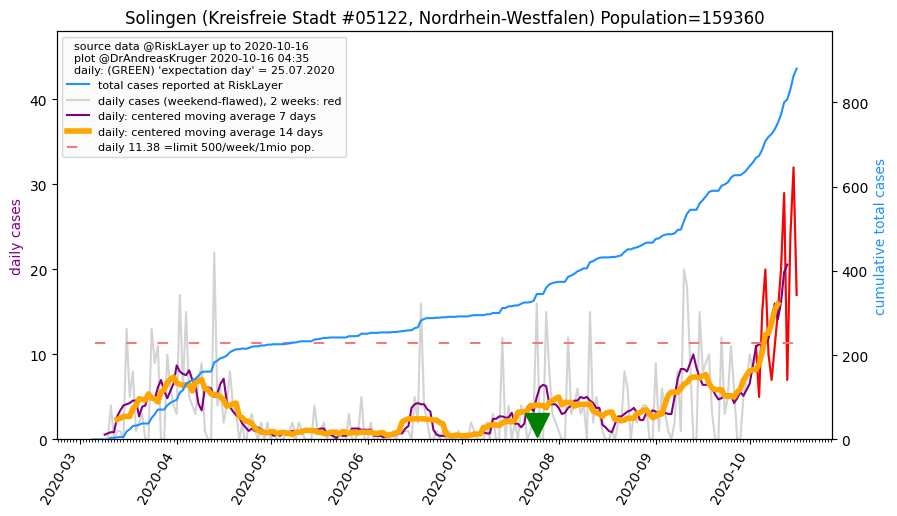 Solingen (Kreisfreie Stadt #05122, Nordrhein-Westfalen) Population=159360
source data @RiskLayer up to 2020-10-16
plot @DrAndreasKruger 2020-10-16 04:35
daily: (GREEN) 'expectation day' = 25.07.2020
total cases reported at RiskLayer
daily cases (weekend-flawed), 2 weeks: red
daily: centered moving average 7 days
daily: centered moving average 14 days
daily 11.38 =limit 500/week/1mio pop.
daily cases
40
30
20
10
0
cumulative total cases
800
600
400
200
0
2020-03
2020-04
2020-05
2020-06
2020-07
2020-08
2020-09
2020-10